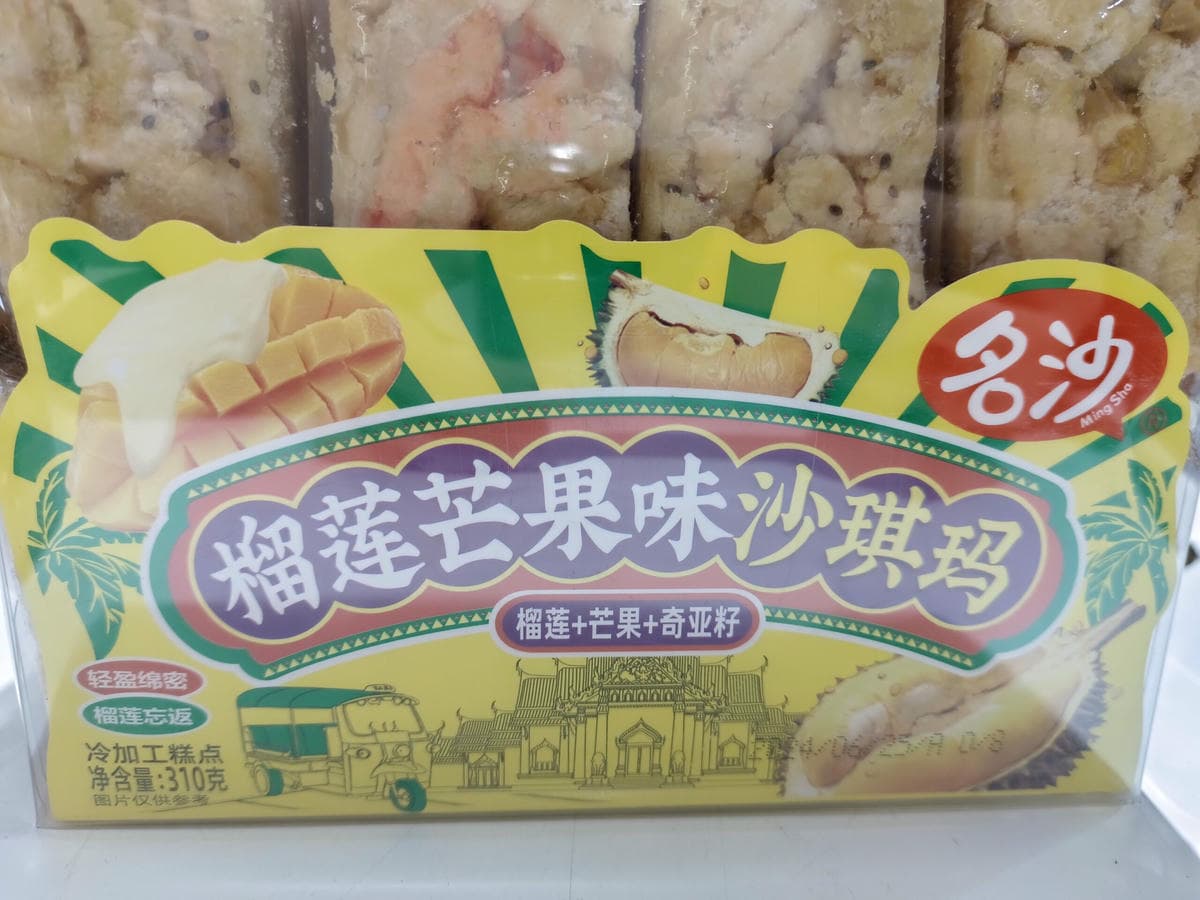 名沙
Ming Sha
榴莲芒果味沙琪玛
榴莲+芒果+奇亚籽
轻盈绵密
榴莲忘返
冷加工糕点
净含量:310克
图片仅供参考